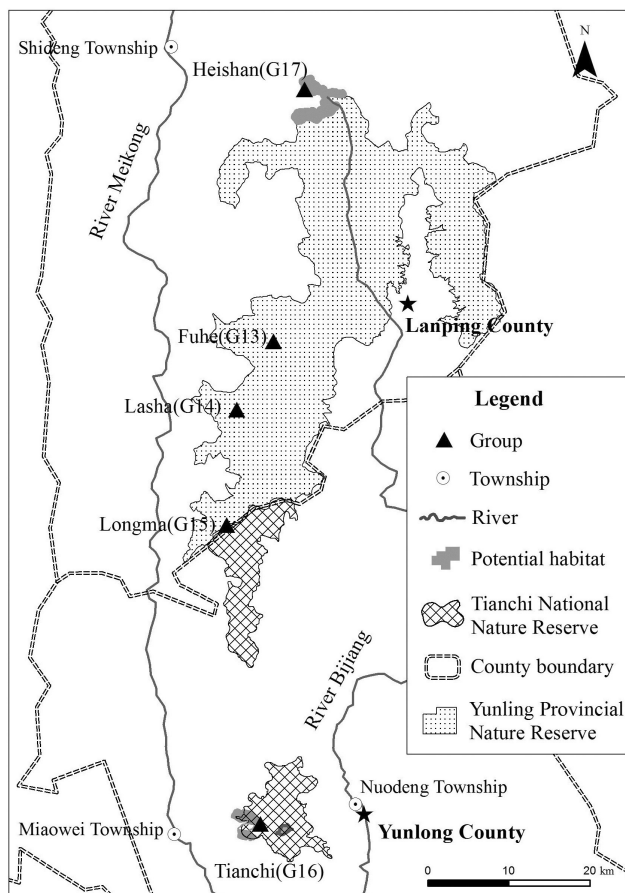 Shideng Township
N
Heishan(G17)
River Meikong
Lanping County
Fuhe(G13)
Lasha(G14)
Longma(G15)
Legend
Group
Township
River
Potential habitat
Tianchi National
Nature Reserve
County boundary
Yunling Provincial
Nature Reserve
River Bijiang
Nuodeng Township
Miaowei Township
Yunlong County
Tianchi(G16)
0 10 20 km